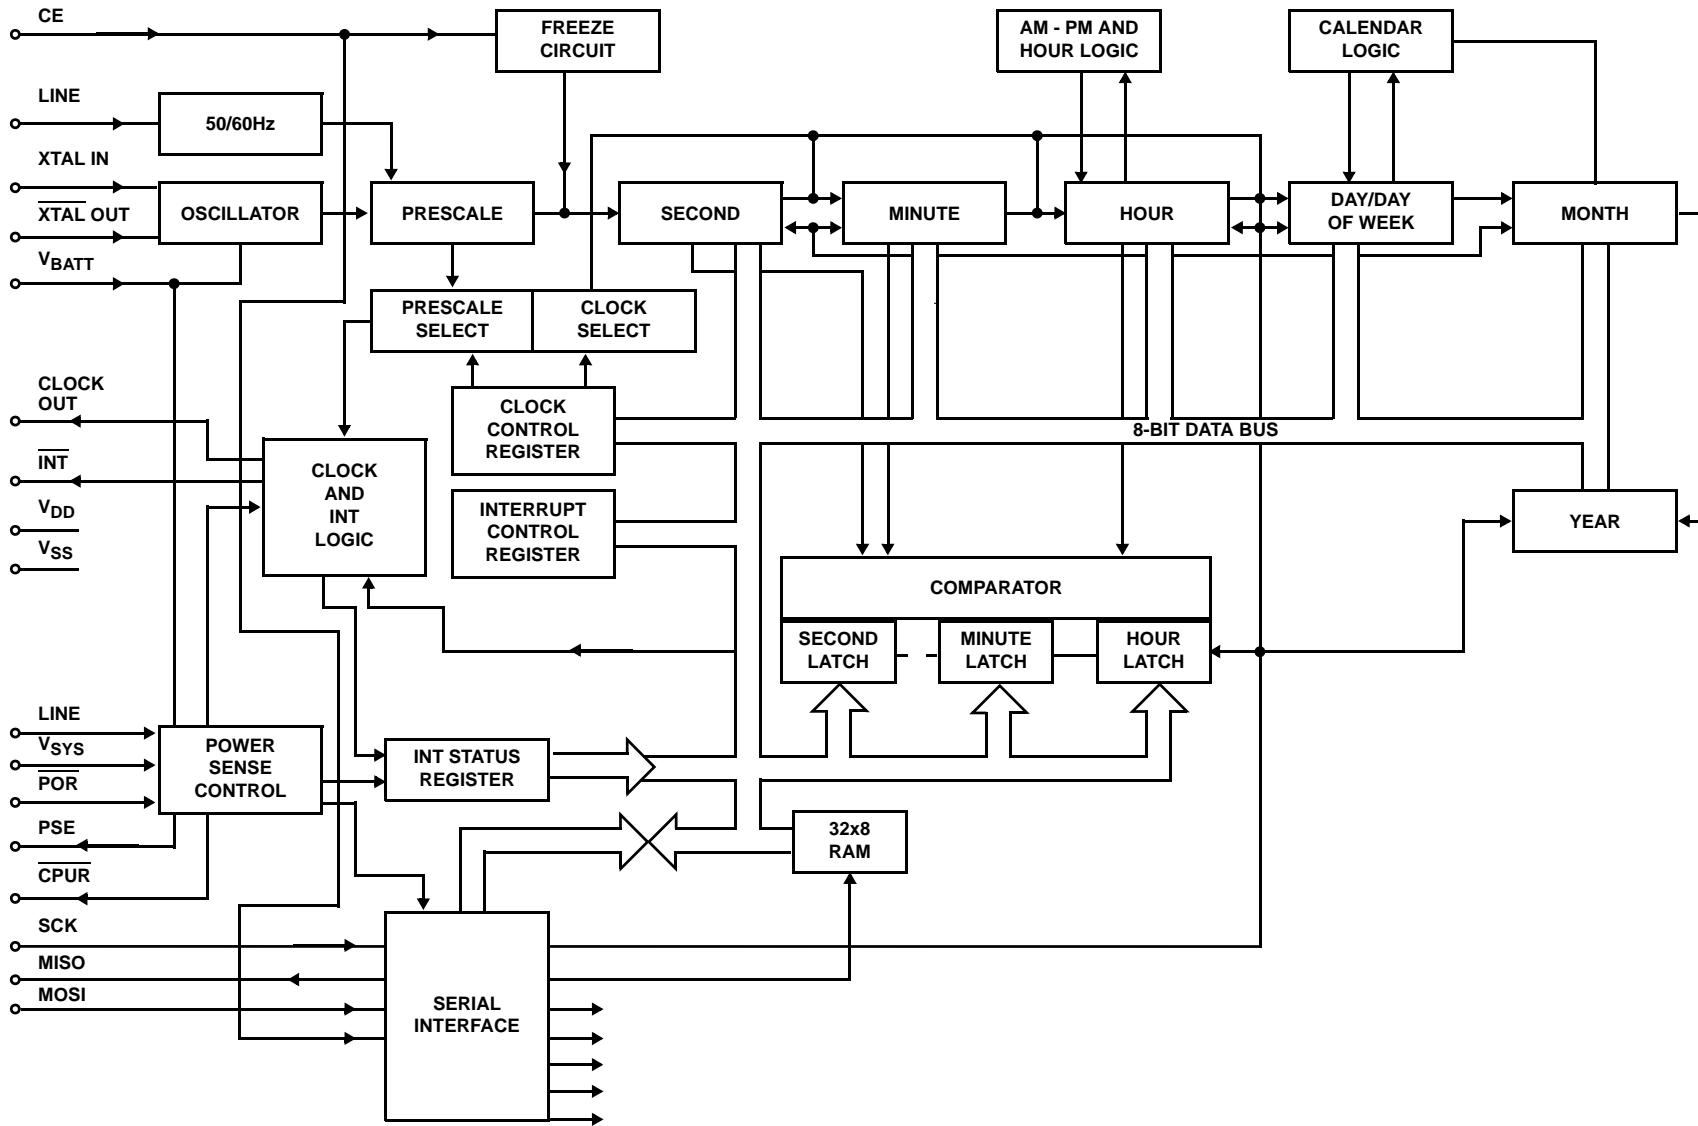 CE
FREEZE
CIRCUIT
AM - PM AND
HOUR LOGIC
CALENDAR
LOGIC
LINE
50/60Hz
XTAL IN
XTAL OUT
OSCILLATOR
PRESCALE
SECOND
MINUTE
HOUR
DAY/DAY
OF WEEK
MONTH
VBATT
PRESCALE
SELECT
CLOCK
SELECT
CLOCK
OUT
CLOCK
CONTROL
REGISTER
8-BIT DATA BUS
INT
CLOCK
AND
INT
LOGIC
VDD
VSS
INTERRUPT
CONTROL
REGISTER
YEAR
COMPARATOR
SECOND
LATCH
MINUTE
LATCH
HOUR
LATCH
LINE
VSYS
POR
POWER
SENSE
CONTROL
INT STATUS
REGISTER
PSE
32x8
RAM
CPUR
SCK
MISO
MOSI
SERIAL
INTERFACE